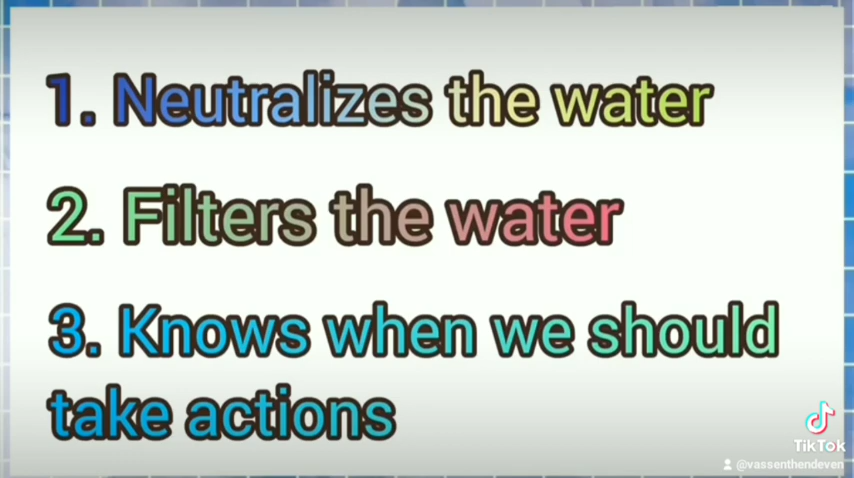 1. Neutralizes the water
2. Filters the water
3. Knows when we should
take actions
TikTok
@vassenthendeven